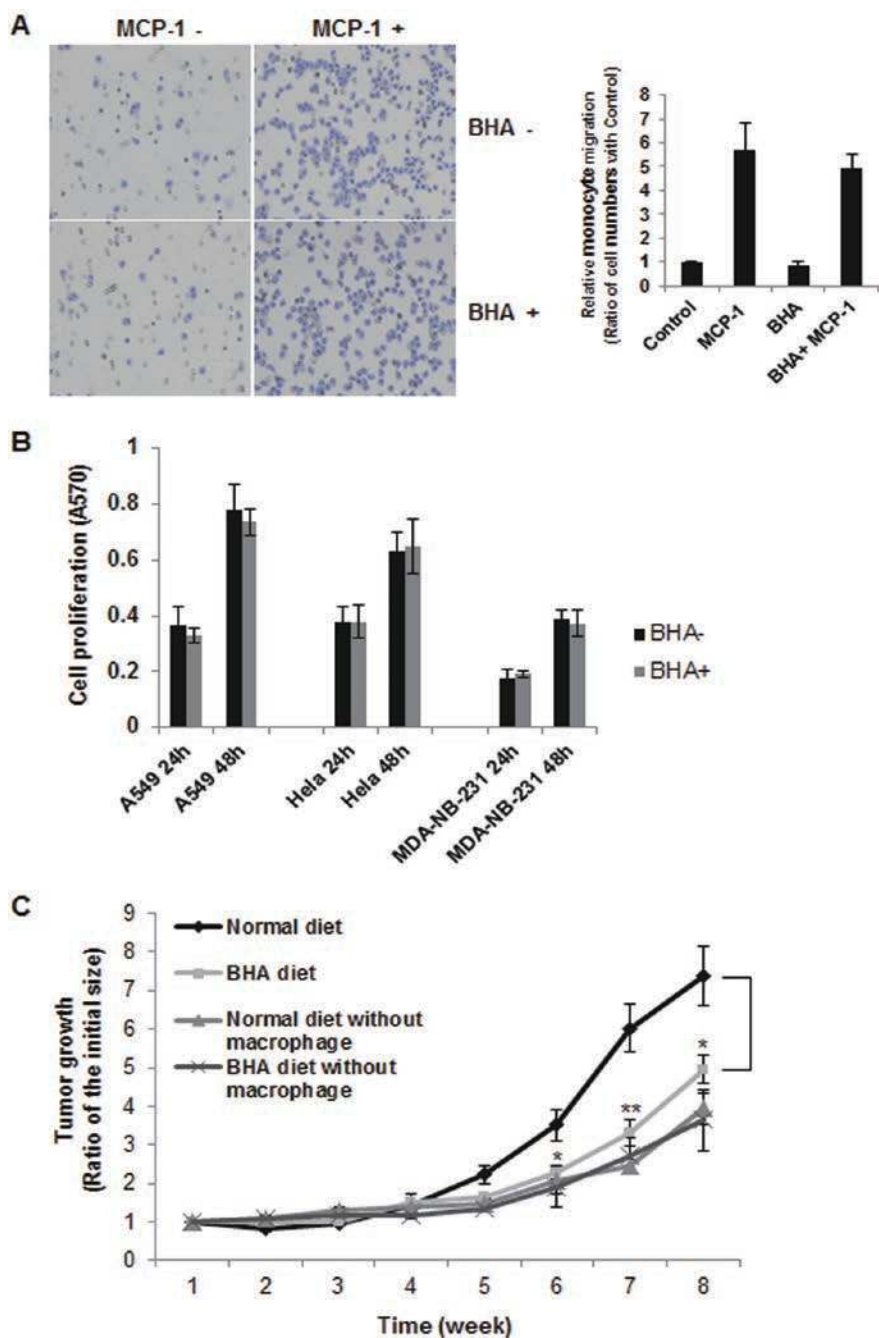 A
MCP-1 -
MCP-1 +
BHA -
BHA +
Relative monocyte migration
(Ratio of cell numbers with Control)
8
7
6
5
4
3
2
1
0
Control
MCP-1
BHA
BHA+ MCP-1
B
Cell proliferation (A570)
1
0.8
0.6
0.4
0.2
0
A549 24h
A549 48h
Hela 24h
Hela 48h
MDA-NB-231 24h
MDA-NB-231 48h
BHA-
BHA+
C
Tumor growth
(Ratio of the initial size)
9
8
7
6
5
4
3
2
1
0
Normal diet
BHA diet
Normal diet without
macrophage
BHA diet without
macrophage
*
**
*
1 2 3 4 5 6 7 8
Time (week)